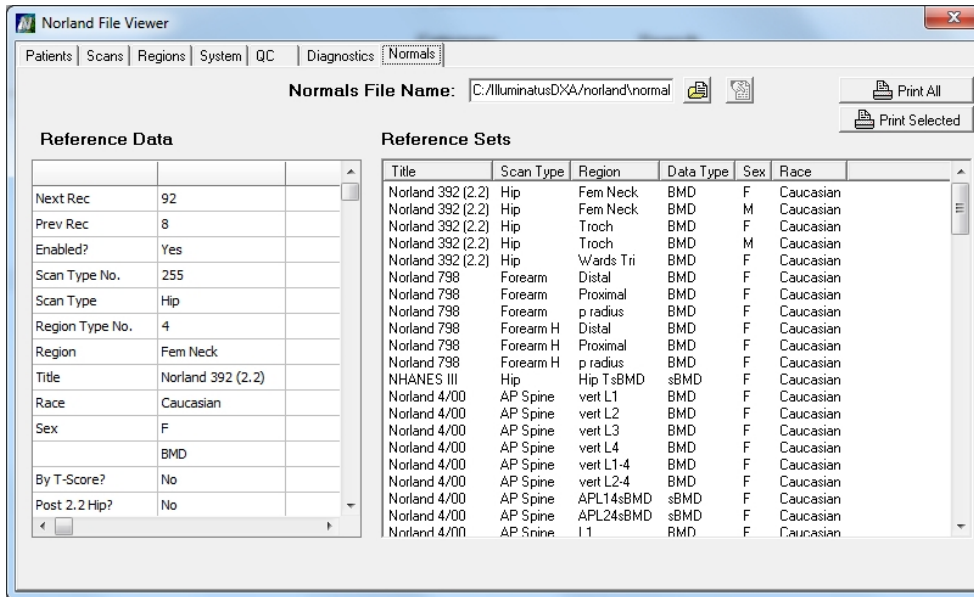 Norland File Viewer
Patients Scans Regions System QC Diagnostics Normals
Normals File Name: C:/IlluminatusDXA/norland\normal Print All
Print Selected
Reference Data
Next Rec 92
Prev Rec 8
Enabled? Yes
Scan Type No. 255
Scan Type Hip
Region Type No. 4
Region Fem Neck
Title Norland 392 (2.2)
Race Caucasian
Sex F
BMD
By T-Score? No
Post 2.2 Hip? No
Reference Sets
Title Scan Type Region Data Type Sex Race
Norland 392 (2.2) Hip Fem Neck BMD F Caucasian
Norland 392 (2.2) Hip Fem Neck BMD M Caucasian
Norland 392 (2.2) Hip Troch BMD F Caucasian
Norland 392 (2.2) Hip Troch BMD M Caucasian
Norland 392 (2.2) Hip Wards Tri BMD F Caucasian
Norland 798 Forearm Distal BMD F Caucasian
Norland 798 Forearm Proximal BMD F Caucasian
Norland 798 Forearm p radius BMD F Caucasian
Norland 798 Forearm H Distal BMD F Caucasian
Norland 798 Forearm H Proximal BMD F Caucasian
Norland 798 Forearm H p radius BMD F Caucasian
NHANES III Hip Hip TsBMD sBMD F Caucasian
Norland 4/00 AP Spine vert L1 BMD F Caucasian
Norland 4/00 AP Spine vert L2 BMD F Caucasian
Norland 4/00 AP Spine vert L3 BMD F Caucasian
Norland 4/00 AP Spine vert L4 BMD F Caucasian
Norland 4/00 AP Spine vert L1-4 BMD F Caucasian
Norland 4/00 AP Spine vert L2-4 BMD F Caucasian
Norland 4/00 AP Spine APL14sBMD sBMD F Caucasian
Norland 4/00 AP Spine APL24sBMD sBMD F Caucasian
Norland 4/00 AP Spine L1 BMD F Caucasian